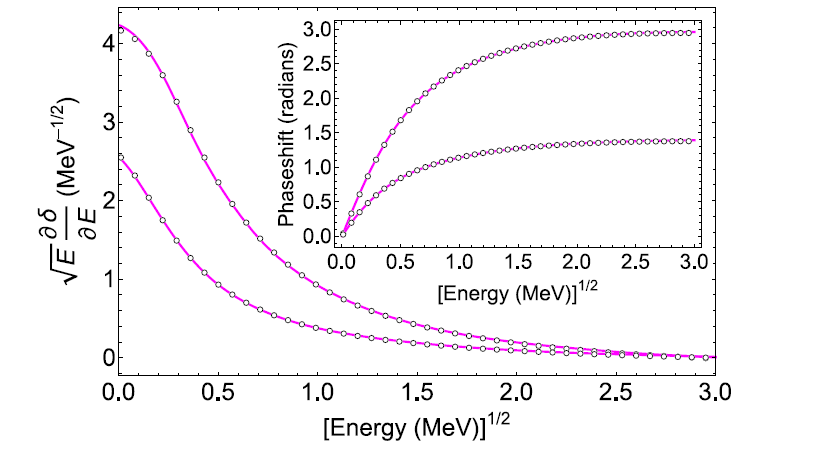 √E ∂δ/∂E (MeV⁻¹/²)
4
3
2
1
0
0.0 0.5 1.0 1.5 2.0 2.5 3.0
[Energy (MeV)]¹/²
Phaseshift (radians)
3.0
2.5
2.0
1.5
1.0
0.5
0.0
0.0 0.5 1.0 1.5 2.0 2.5 3.0
[Energy (MeV)]¹/²